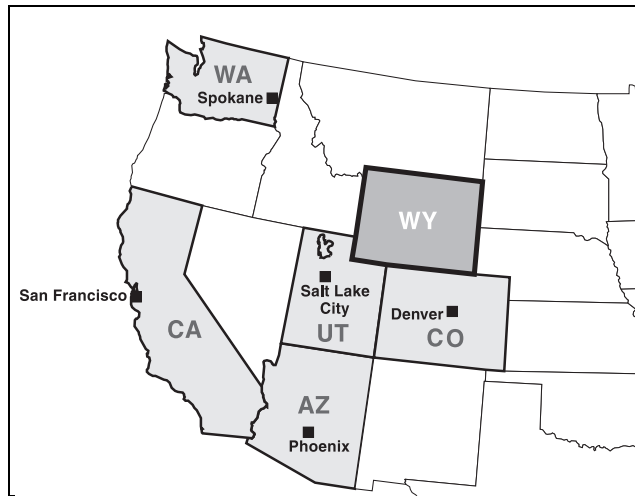 WA
Spokane
WY
San Francisco
CA
Salt Lake
City
UT
Denver
CO
AZ
Phoenix